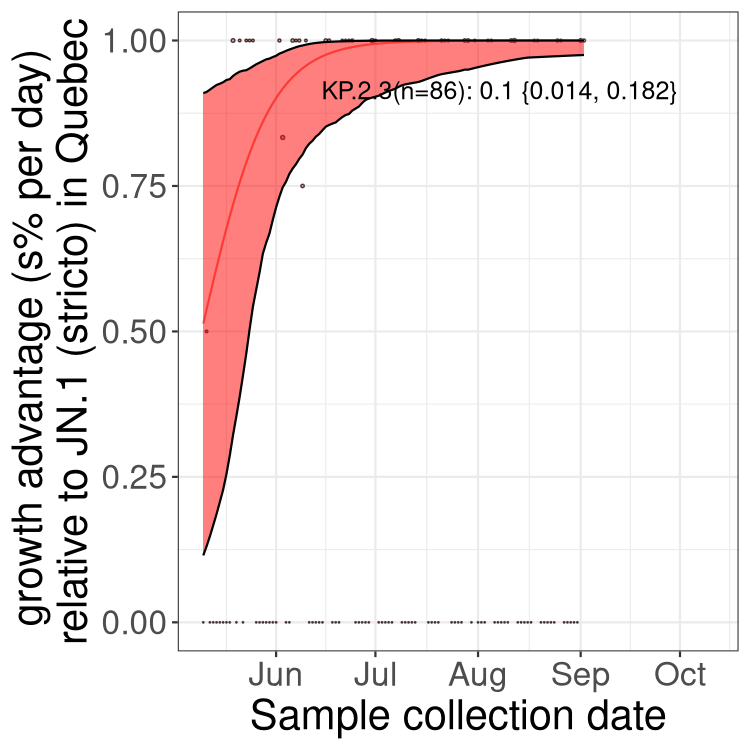 growth advantage (s% per day)
relative to JN.1 (stricto) in Quebec
1.00
0.75
0.50
0.25
0.00
KP.2.3(n=86): 0.1 {0.014, 0.182}
Jun Jul Aug Sep Oct
Sample collection date